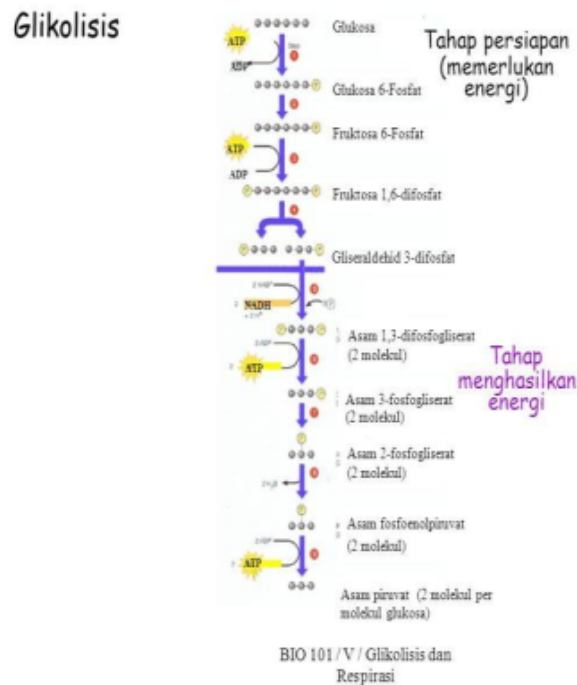 Glikolisis
Glukosa
Tahap persiapan
(memerlukan
energi)
ATP
ADP
Glukosa 6-Fosfat
Fruktosa 6-Fosfat
ATP
ADP
Fruktosa 1,6-difosfat
P
P
P
P
Gliseraldehid 3-difosfat
NADH
Asam 1,3-difosfogliserat
(2 molekul)
Tahap
menghasilkan
energi
ATP
Asam 3-fosfogliserat
(2 molekul)
P
Asam 2-fosfogliserat
(2 molekul)
P
Asam fosfoenolpiruvat
(2 molekul)
ATP
Asam piruvat (2 molekul per
molekul glukosa)
BIO 101 / V / Glikolisis dan
Respirasi